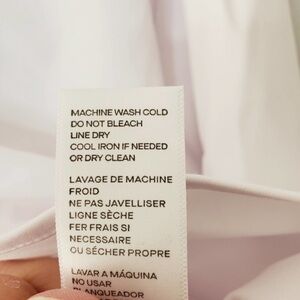 MACHINE WASH COLD
DO NOT BLEACH
LINE DRY
COOL IRON IF NEEDED
OR DRY CLEAN
LAVAGE DE MACHINE
FROID
NE PAS JAVELLISER
LIGNE SÈCHE
FER FRAIS SI
NECESSAIRE
OU SÉCHER PROPRE
LAVAR A MÁQUINA
NO USAR
BLANQUEADOR